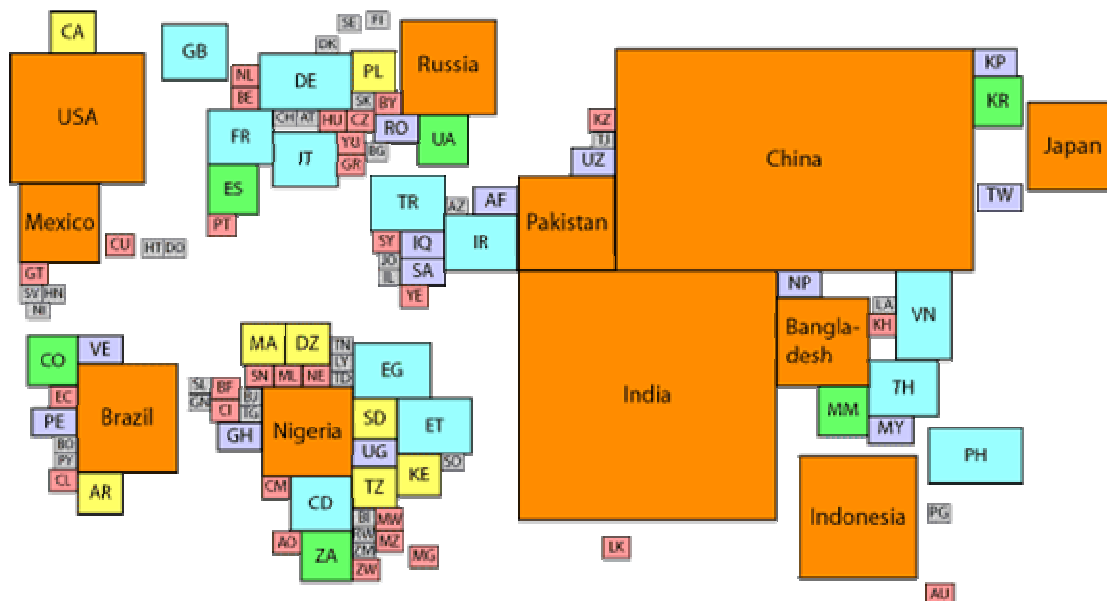 CA
USA
Mexico
CU
HT
DO
GT
SV
HN
NI
GB
SE
FI
DK
NL
BE
DE
PL
Russia
SK
BY
CH
AT
HU
CZ
RO
UA
FR
IT
YU
BG
GR
ES
PT
TR
AZ
AF
SY
IQ
IR
JO
IL
SA
YE
KZ
TJ
UZ
Pakistan
China
KP
KR
Japan
TW
India
NP
Bangla-
desh
LA
KH
VN
MM
TH
MY
PH
Indonesia
PG
LK
AU
CO
VE
EC
PE
Brazil
BO
PY
CL
AR
MA
DZ
TN
LY
TD
EG
SN
ML
NE
SL
GN
BF
CI
BJ
TG
GH
Nigeria
SD
ET
UG
SO
KE
TZ
CM
CD
BI
RW
MW
ZM
MZ
AO
ZA
ZW
MG